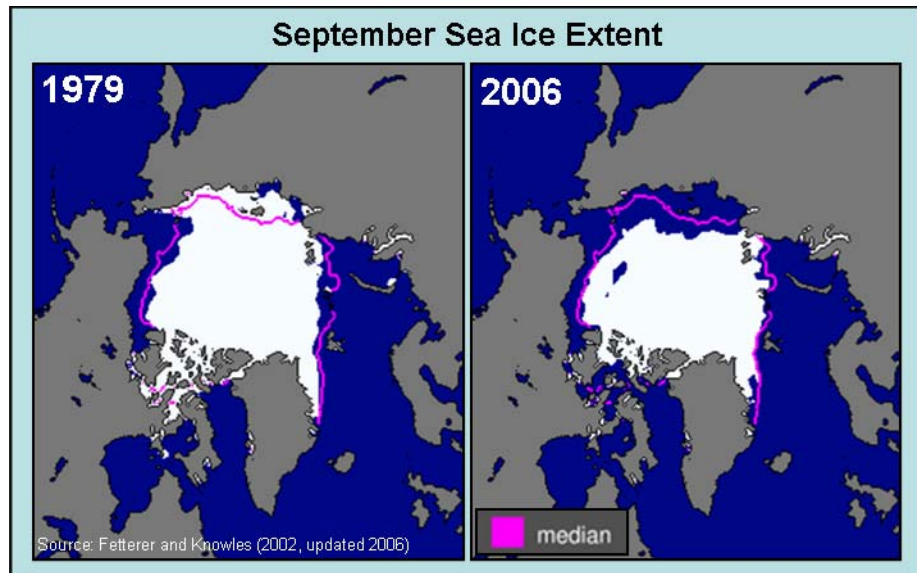 September Sea Ice Extent
1979
2006
Source: Fetterer and Knowles (2002, updated 2006)
median